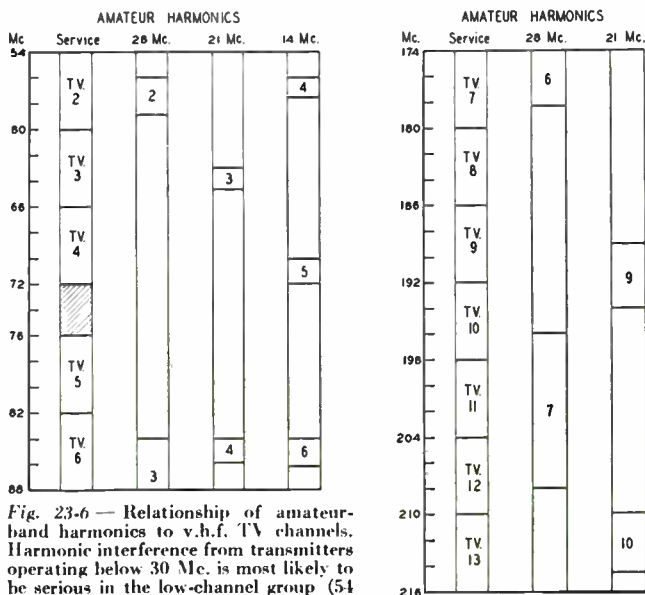 AMATEUR HARMONICS
Mc Service 28 Mc. 21 Mc. 14 Mc.
54
T.V. 2
2
4
60
T.V. 3
3
66
T.V. 4
5
72
76
T.V. 5
82
T.V. 6
4
6
3
88
Fig. 23-6 — Relationship of amateur-
band harmonics to v.h.f. TV channels.
Harmonic interference from transmitters
operating below 30 Mc. is most likely to
be serious in the low-channel group (54
AMATEUR HARMONICS
Mc Service 28 Mc. 21 Mc.
174
T.V. 7
6
180
T.V. 8
186
T.V. 9
9
192
T.V. 10
198
T.V. 11
7
204
T.V. 12
210
T.V. 13
10
216